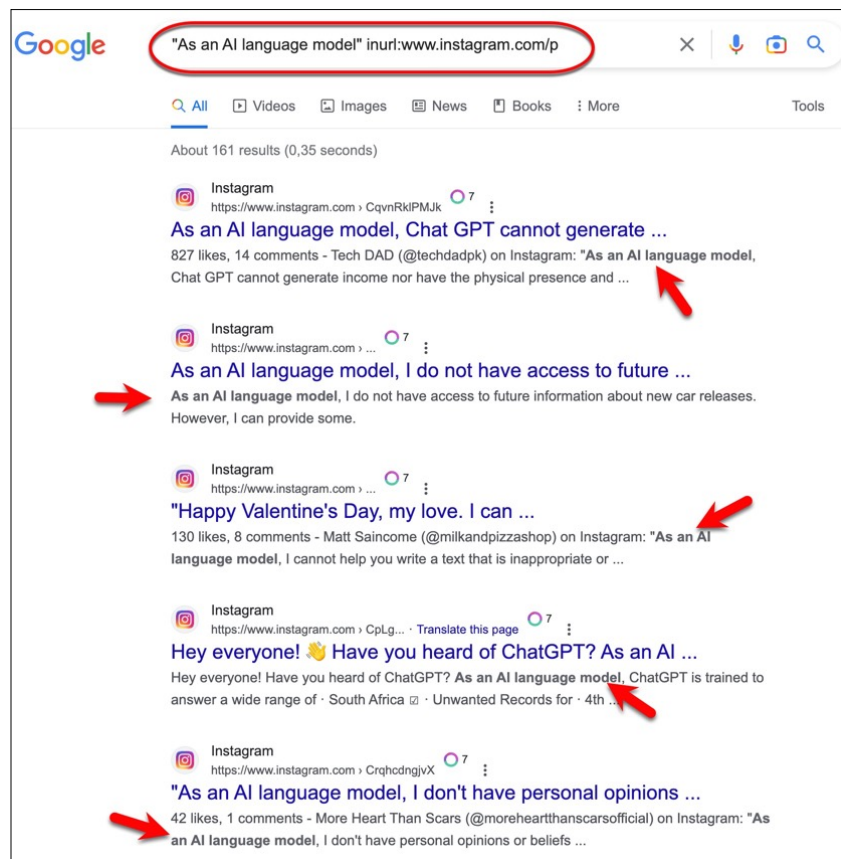 Google
"As an AI language model" inurl:www.instagram.com/p
All Videos Images News Books More Tools
About 161 results (0,35 seconds)
Instagram
https://www.instagram.com › CqvnRklPMJk 7
As an AI language model, Chat GPT cannot generate ...
827 likes, 14 comments - Tech DAD (@techdadpk) on Instagram: "As an AI language model,
Chat GPT cannot generate income nor have the physical presence and ...
Instagram
https://www.instagram.com › ... 7
As an AI language model, I do not have access to future ...
As an AI language model, I do not have access to future information about new car releases.
However, I can provide some.
Instagram
https://www.instagram.com › ... 7
"Happy Valentine's Day, my love. I can ...
130 likes, 8 comments - Matt Saincome (@milkandpizzashop) on Instagram: "As an AI
language model, I cannot help you write a text that is inappropriate or ...
Instagram
https://www.instagram.com › CpLg... · Translate this page 7
Hey everyone! 👋 Have you heard of ChatGPT? As an AI ...
Hey everyone! Have you heard of ChatGPT? As an AI language model, ChatGPT is trained to
answer a wide range of · South Africa ☑ · Unwanted Records for · 4th ...
Instagram
https://www.instagram.com › CrqhcdngjvX 7
"As an AI language model, I don't have personal opinions ...
42 likes, 1 comments - More Heart Than Scars (@moreheartthanscarsofficial) on Instagram: "As
an AI language model, I don't have personal opinions or beliefs ...